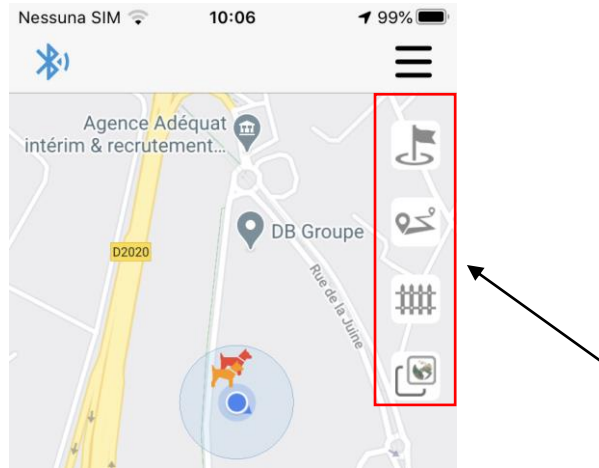 Nessuna SIM 10:06 99%
Agence Adéquat
intérim & recrutement...
DB Groupe
D2020
Rue de la Juine